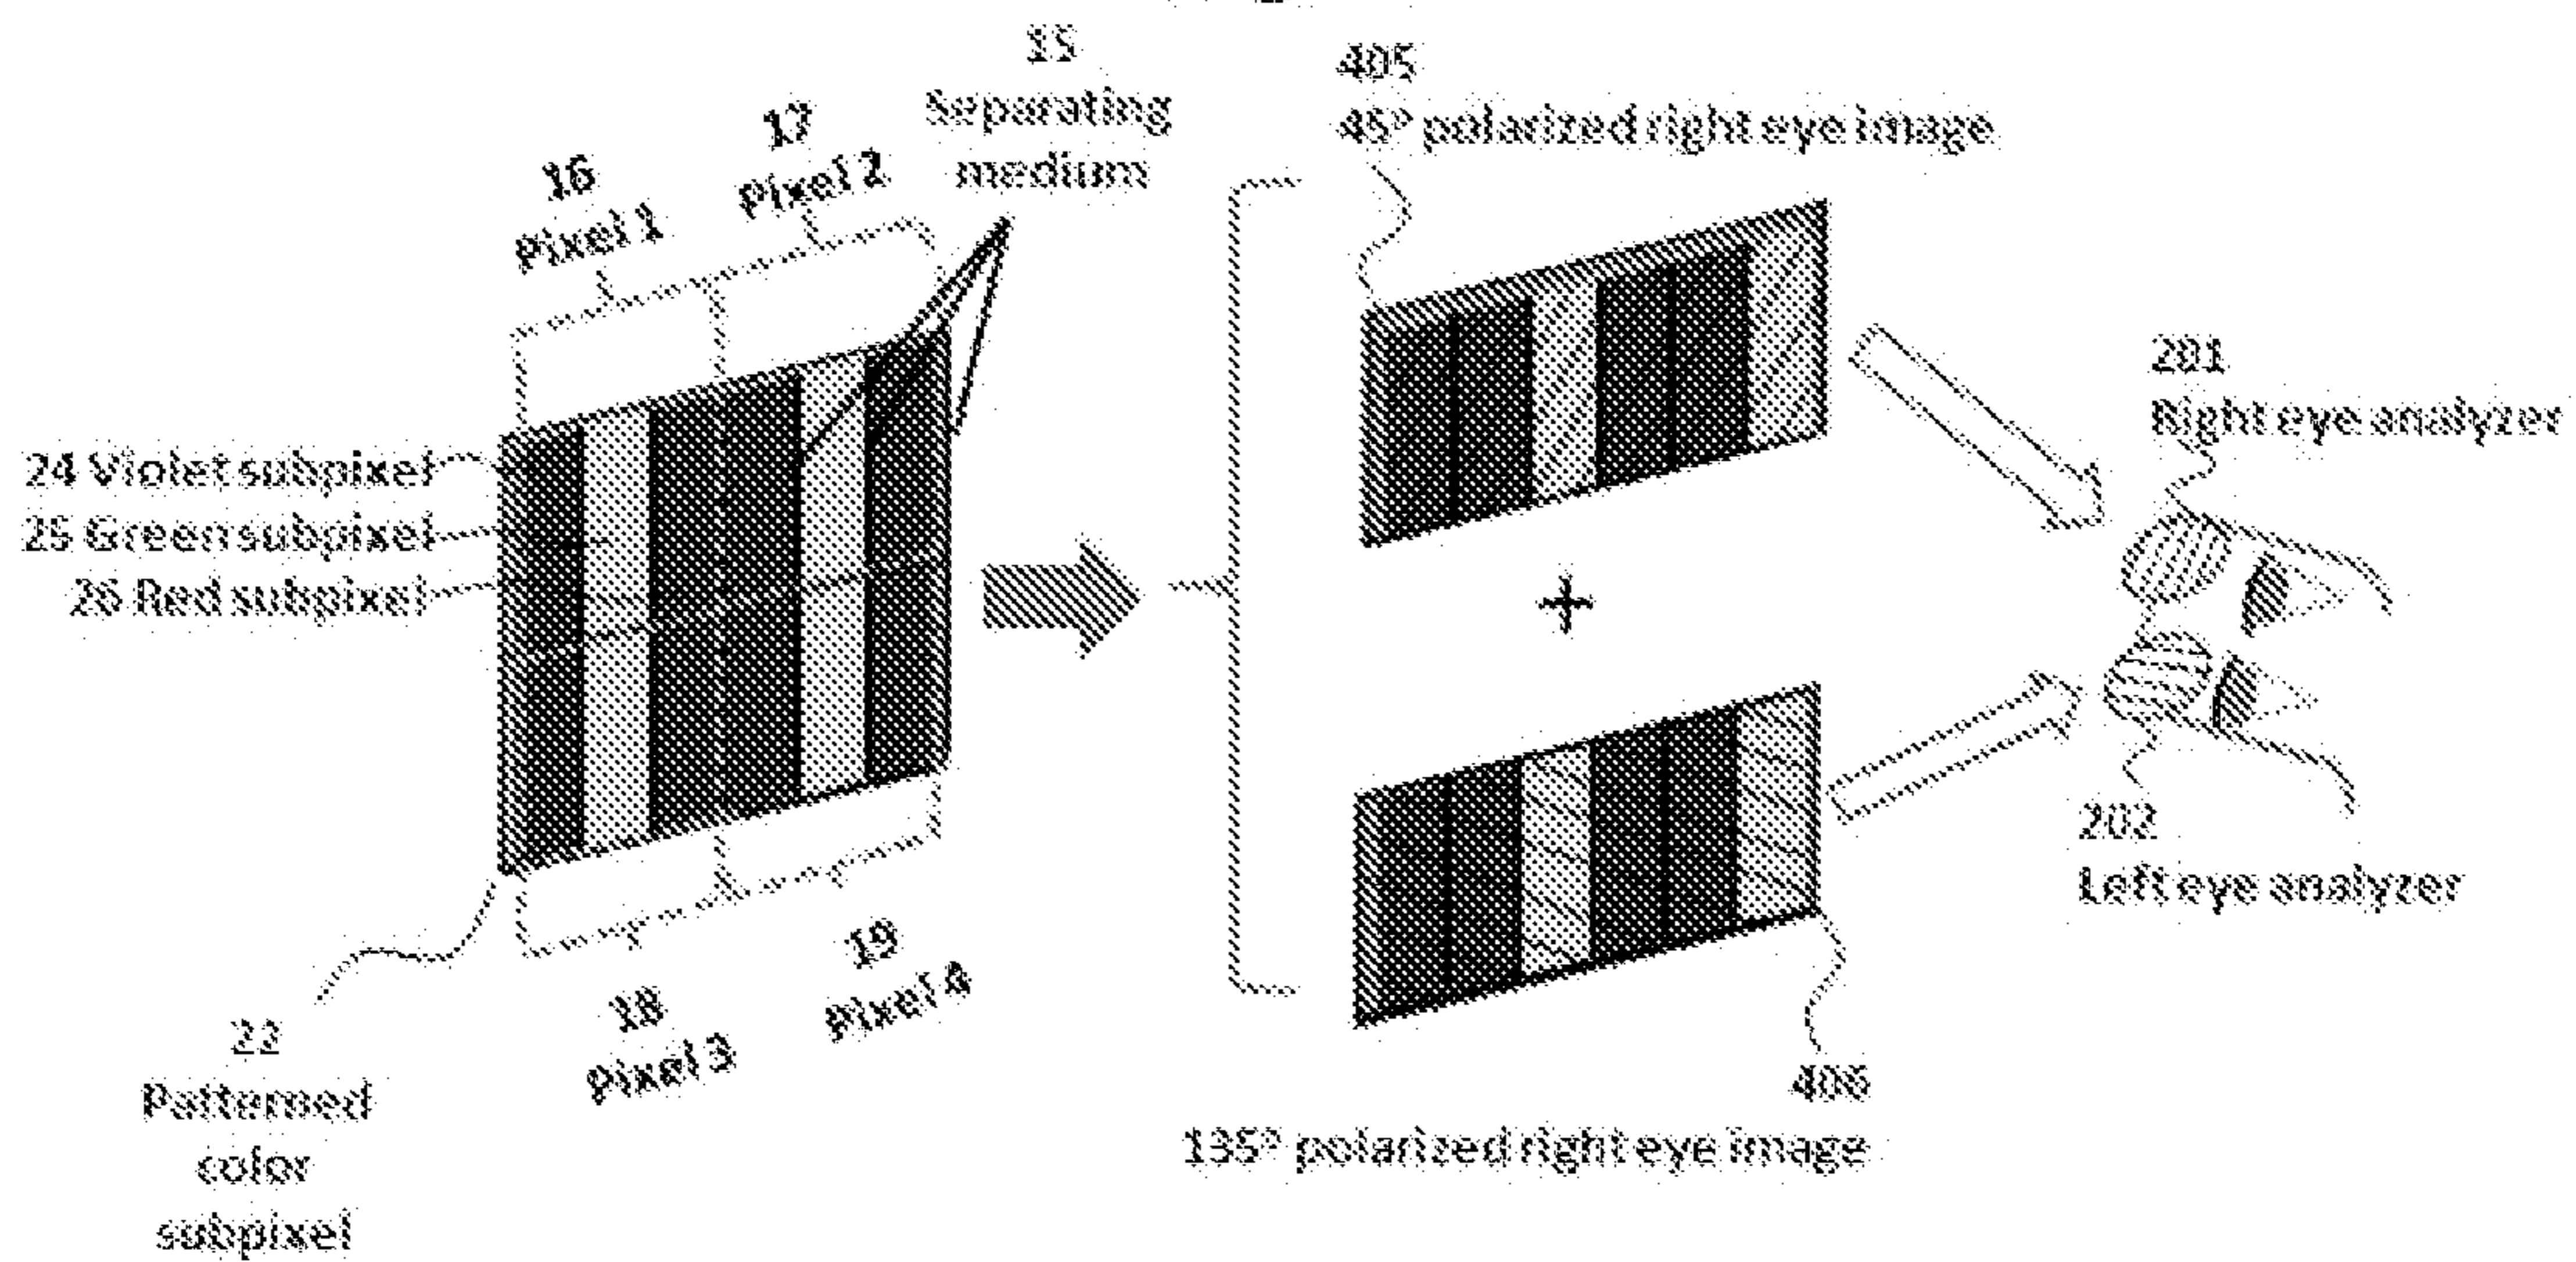 15
Separating
medium
405
45° polarized right eye image
17
Pixel 2
16
Pixel 1
201
Right eye analyzer
24 Violet subpixel
25 Green subpixel
26 Red subpixel
202
Left eye analyzer
19
Pixel 4
18
Pixel 3
22
Patterned
color
subpixel
406
135° polarized right eye image